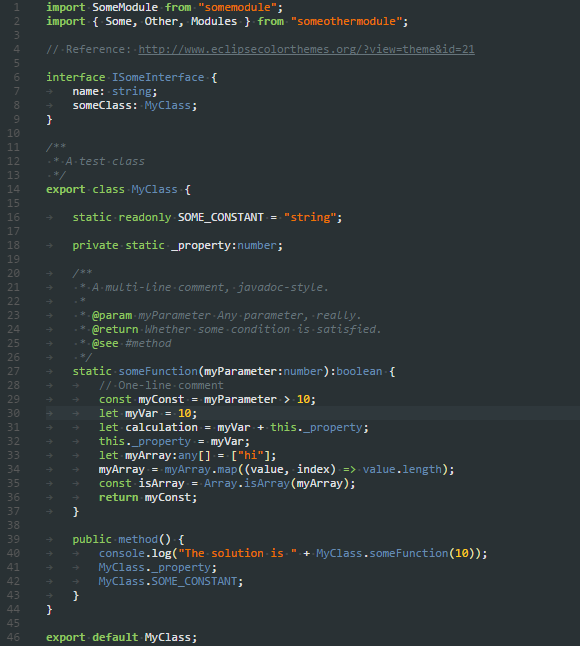 1 import SomeModule from "somemodule";
2 import { Some, Other, Modules } from "someothermodule";
3
4 // Reference: http://www.eclipsecolorthemes.org/?view=theme&id=21
5
6 interface ISomeInterface {
7 → name: string;
8 → someClass: MyClass;
9 }
10
11 /**
12 * A test class
13 */
14 export class MyClass {
15
16 → static readonly SOME_CONSTANT = "string";
17
18 → private static _property:number;
19
20 → /**
21 → * A multi-line comment, javadoc-style.
22 → *
23 → * @param myParameter Any parameter, really.
24 → * @return Whether some condition is satisfied.
25 → * @see #method
26 → */
27 → static someFunction(myParameter:number):boolean {
28 → → // One-line comment
29 → → const myConst = myParameter > 10;
30 → → let myVar = 10;
31 → → let calculation = myVar + this._property;
32 → → this._property = myVar;
33 → → let myArray:any[] = ["hi"];
34 → → myArray = myArray.map((value, index) => value.length);
35 → → const isArray = Array.isArray(myArray);
36 → → return myConst;
37 → }
38
39 → public method() {
40 → → console.log("The solution is " + MyClass.someFunction(10));
41 → → MyClass._property;
42 → → MyClass.SOME_CONSTANT;
43 → }
44 }
45
46 export default MyClass;